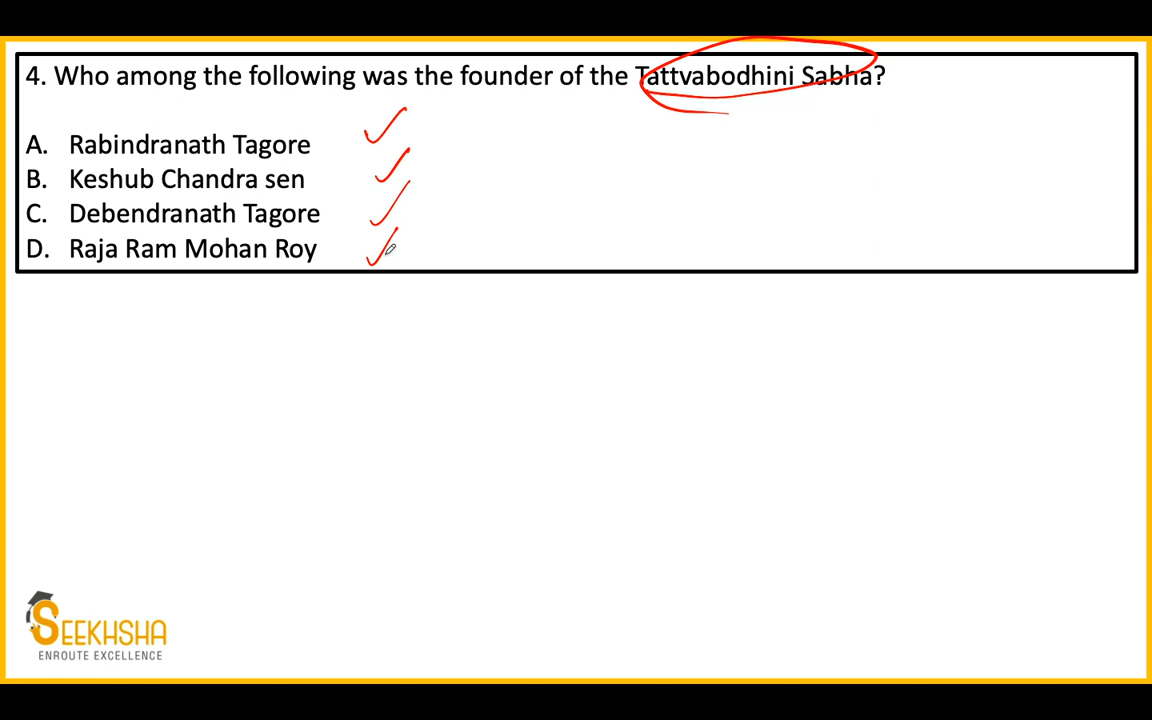 4. Who among the following was the founder of the Tattvabodhini Sabha?
A. Rabindranath Tagore
B. Keshub Chandra sen
C. Debendranath Tagore
D. Raja Ram Mohan Roy
SEEKHSHA
ENROUTE EXCELLENCE